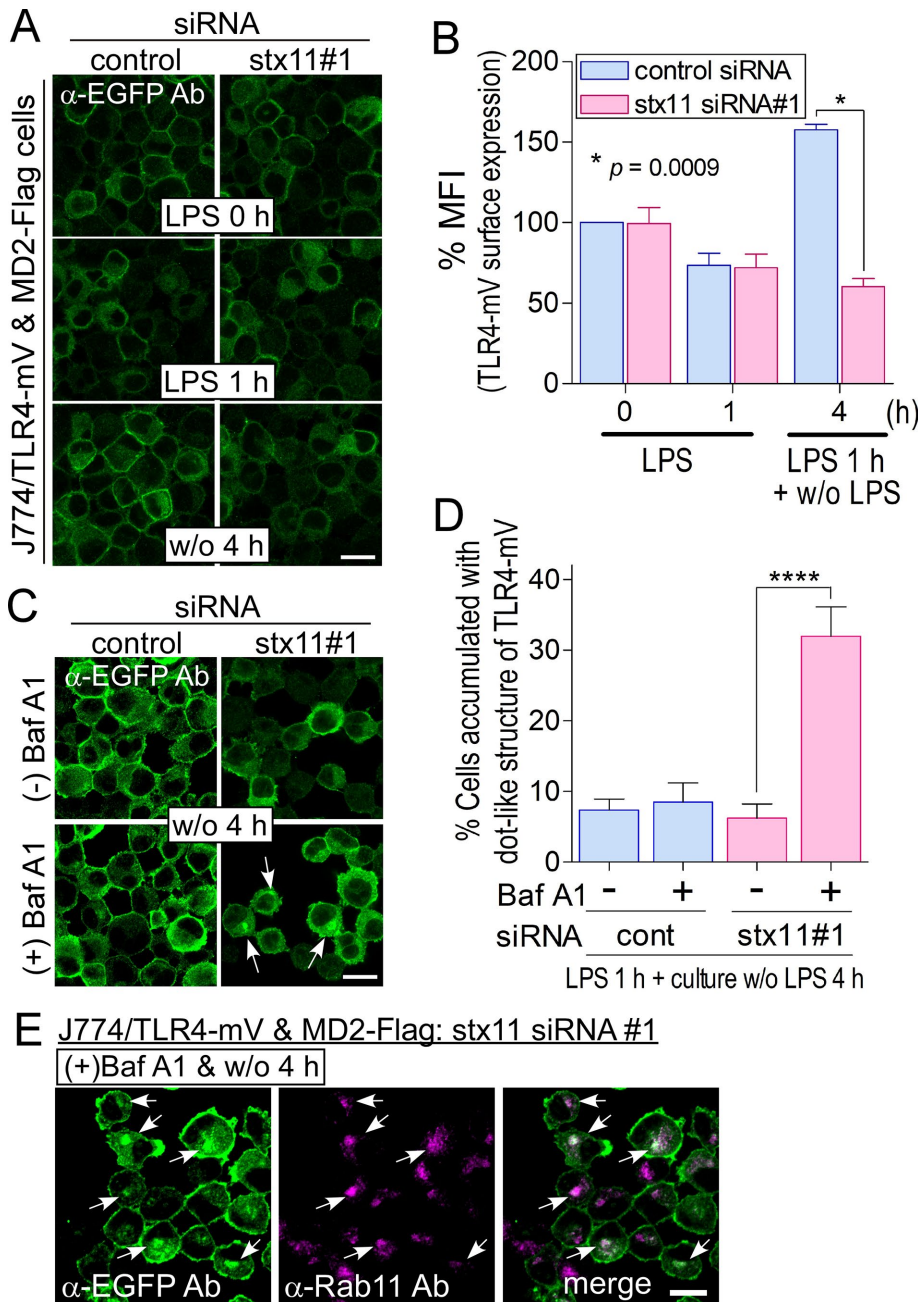 A
siRNA
control
stx11#1
J774/TLR4-mV & MD2-Flag cells
α-EGFP Ab
LPS 0 h
LPS 1 h
w/o 4 h
B
% MFI
(TLR4-mV surface expression)
200
150
100
50
0
control siRNA
stx11 siRNA#1
*
* p = 0.0009
0
1
4
(h)
LPS
LPS 1 h
+ w/o LPS
C
siRNA
control
stx11#1
(-) Baf A1
α-EGFP Ab
w/o 4 h
(+) Baf A1
D
% Cells accumulated with
dot-like structure of TLR4-mV
40
30
20
10
0
****
Baf A1
-
+
-
+
siRNA
cont
stx11#1
LPS 1 h + culture w/o LPS 4 h
E
J774/TLR4-mV & MD2-Flag: stx11 siRNA #1
(+)Baf A1 & w/o 4 h
α-EGFP Ab
α-Rab11 Ab
merge